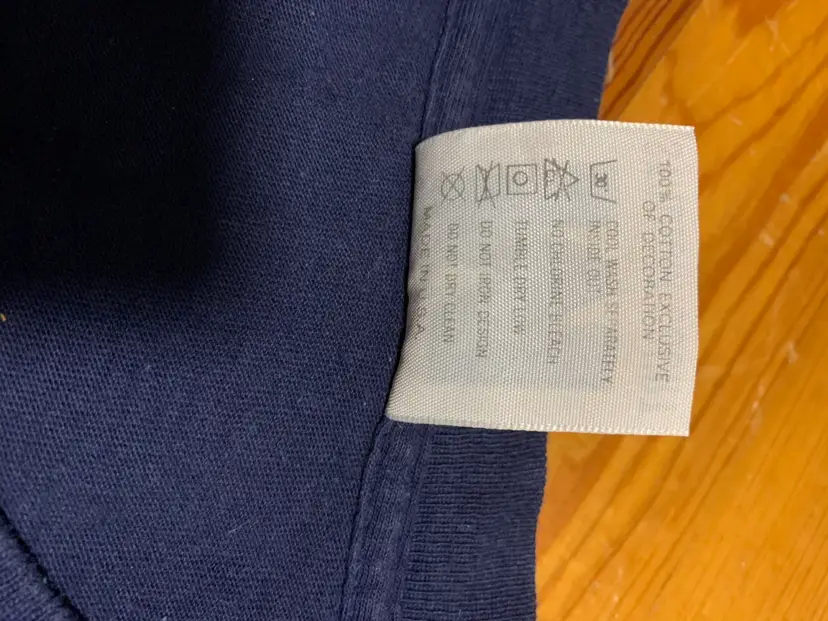 100% COTTON EXCLUSIVE
OF DECORATION
30 COOL WASH SEPARATELY
INSIDE OUT
NO CHLORINE BLEACH
TUMBLE DRY LOW
DO NOT IRON DESIGN
DO NOT DRY CLEAN
MADE IN U.S.A.